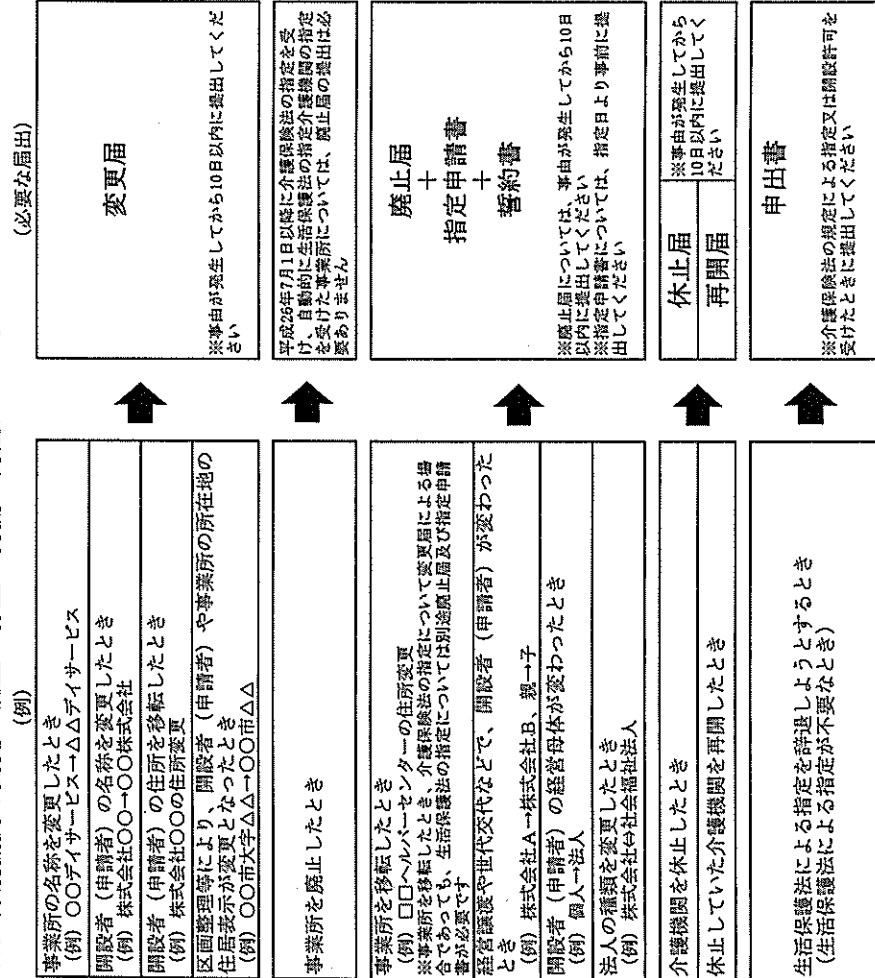 (例)
(必要な届出)
事業所の名称を変更したとき
(例) 〇〇デイサービス→△△デイサービス
開設者 (申請者) の名称を変更したとき
(例) 株式会社〇〇→〇〇株式会社
開設者 (申請者) の住所を移転したとき
(例) 株式会社〇〇の住所変更
区画整理等により、開設者 (申請者) や事業所の所在地の
住居表示が変更となったとき
(例) 〇〇市大字△△→〇〇市△△
変更届
※事由が発生してから10日以内に提出してくだ
さい
事業所を廃止したとき
平成26年7月1日以降に介護保険法の指定を受
け、自動的に生活保護法の指定介護機関の指定
を受けた事業所については、廃止届の提出は必
要ありません
事業所を移転したとき
(例) □□ヘルパーセンターの住所変更
※事業所を移転したとき、介護保険法の指定について変更届による場
合であっても、生活保護法の指定については別途廃止届及び指定申請
書が必要です
経営譲渡や世代交代などで、開設者 (申請者) が変わった
とき
(例) 株式会社A→株式会社B、親→子
開設者 (申請者) の経営母体が変わったとき
(例) 個人→法人
法人の種類を変更したとき
(例) 株式会社⇔社会福祉法人
廃止届
+
指定申請書
+
誓約書
※廃止届については、事由が発生してから10日
以内に提出してください
※指定申請書については、指定日より事前に提
出してください
介護機関を休止したとき
休止していた介護機関を再開したとき
休止届
再開届
※事由が発生してから
10日以内に提出して
ください
生活保護法による指定を辞退しようとするとき
(生活保護法による指定が不要なとき)
申出書
※介護保険法の規定による指定又は開設許可を
受けたときに提出してください